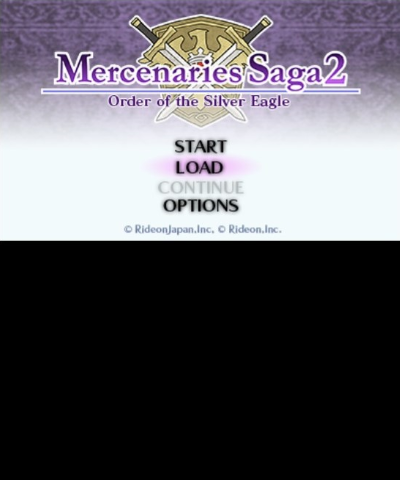 Mercenaries Saga 2
Order of the Silver Eagle
START
LOAD
CONTINUE
OPTIONS
© RideonJapan,Inc. © Rideon,Inc.